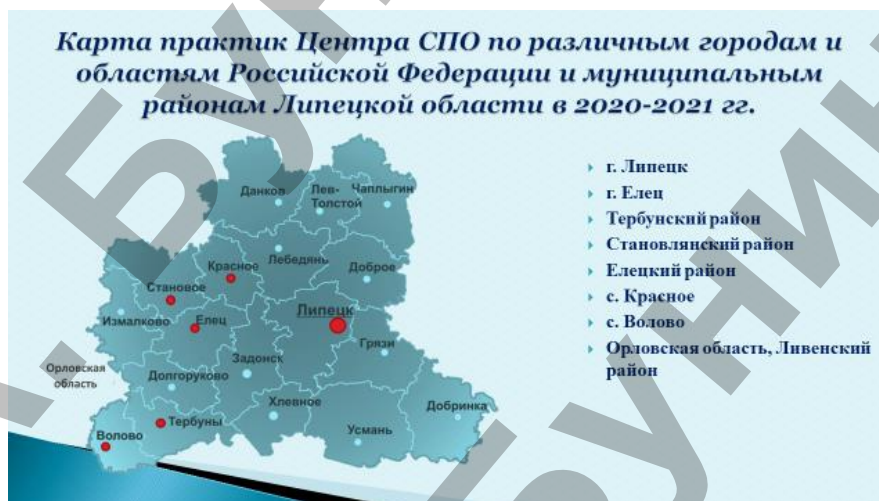 Карта практик Центра СПО по различным городам и
областям Российской Федерации и муниципальным
районам Липецкой области в 2020-2021 гг.
Данков
Лев-
Толстой
Чаплыгин
Красное
Лебедянь
Доброе
Становое
Измалково
Елец
Липецк
Грязи
Орловская
область
Долгоруково
Задонск
Хлевное
Добринка
Тербуны
Волово
Усмань
г. Липецк
г. Елец
Тербунский район
Становлянский район
Елецкий район
с. Красное
с. Волово
Орловская область, Ливенский
район